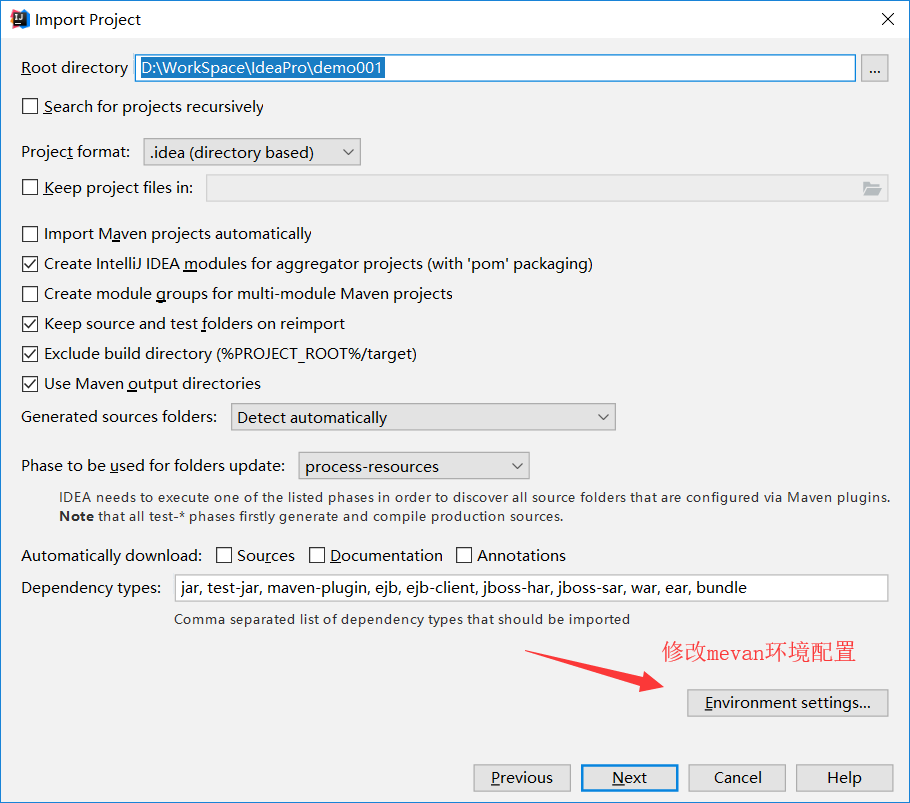 Import Project
Root directory D:\WorkSpace\IdeaPro\demo001 ...
Search for projects recursively
Project format: .idea (directory based)
Keep project files in:
Import Maven projects automatically
Create IntelliJ IDEA modules for aggregator projects (with 'pom' packaging)
Create module groups for multi-module Maven projects
Keep source and test folders on reimport
Exclude build directory (%PROJECT_ROOT%/target)
Use Maven output directories
Generated sources folders: Detect automatically
Phase to be used for folders update: process-resources
IDEA needs to execute one of the listed phases in order to discover all source folders that are configured via Maven plugins.
Note that all test-* phases firstly generate and compile production sources.
Automatically download: Sources Documentation Annotations
Dependency types: jar, test-jar, maven-plugin, ejb, ejb-client, jboss-har, jboss-sar, war, ear, bundle
Comma separated list of dependency types that should be imported
修改mevan环境配置
Environment settings...
Previous Next Cancel Help